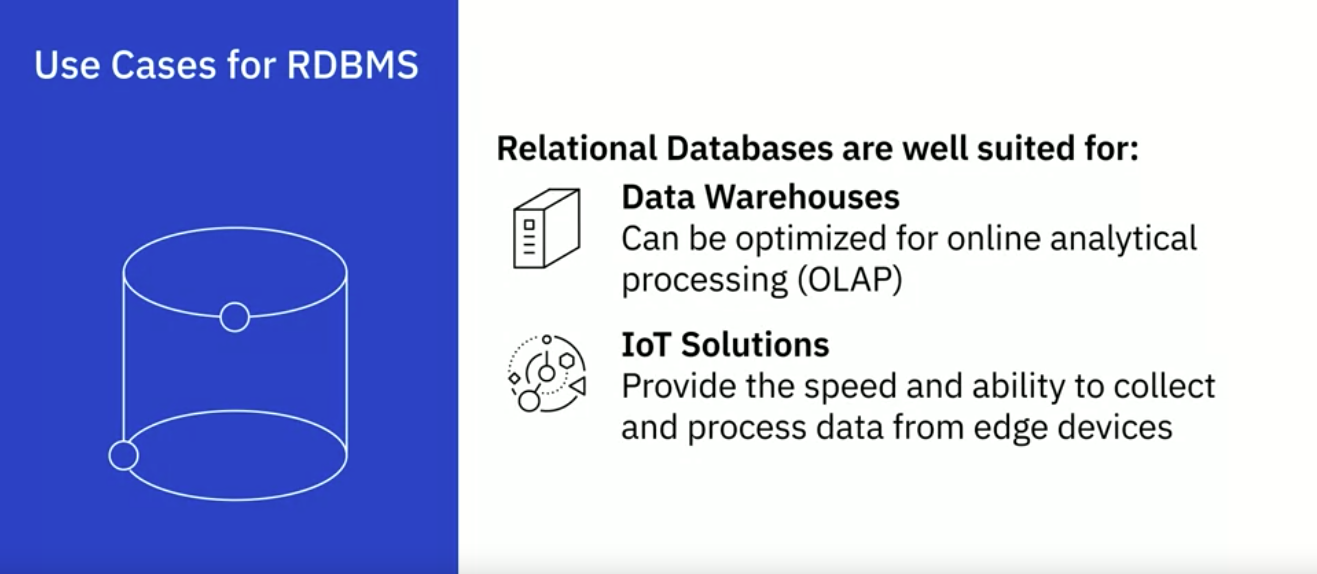 Use Cases for RDBMS
Relational Databases are well suited for:
Data Warehouses
Can be optimized for online analytical
processing (OLAP)
IoT Solutions
Provide the speed and ability to collect
and process data from edge devices